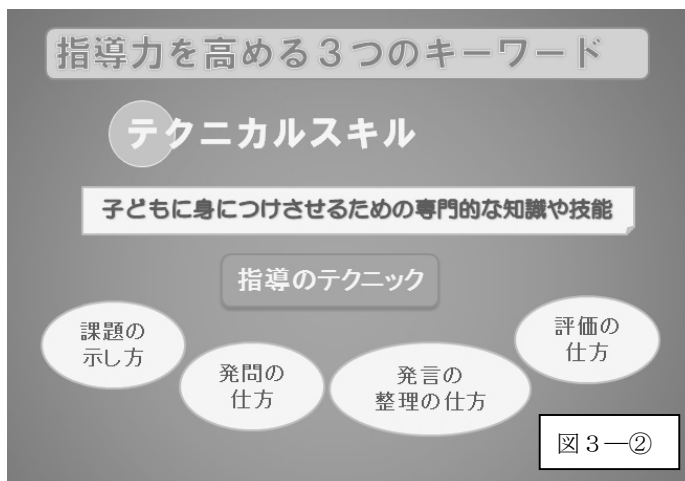 指導力を高める３つのキーワード
テクニカルスキル
子どもに身につけさせるための専門的な知識や技能
指導のテクニック
課題の
示し方
発問の
仕方
発言の
整理の仕方
評価の
仕方
図３―②